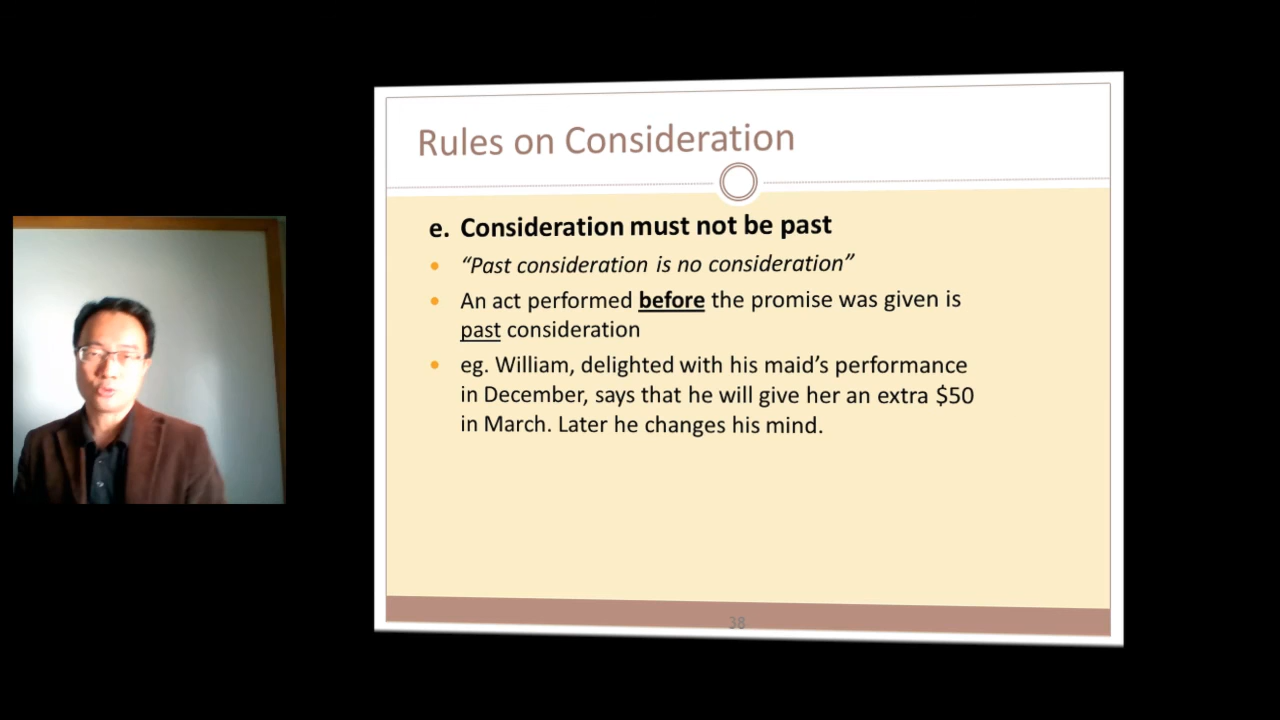 Rules on Consideration
e. Consideration must not be past
• “Past consideration is no consideration”
• An act performed before the promise was given is
past consideration
• eg. William, delighted with his maid’s performance
in December, says that he will give her an extra $50
in March. Later he changes his mind.
38